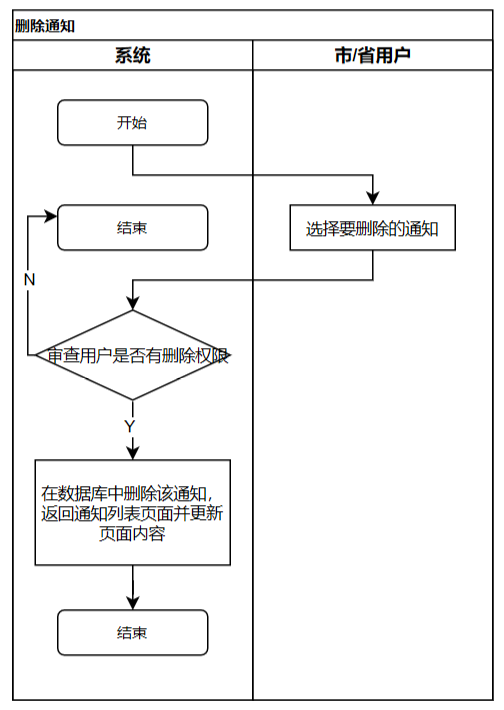 删除通知
系统
市/省用户
开始
结束
选择要删除的通知
N
审查用户是否有删除权限
Y
在数据库中删除该通知，
返回通知列表页面并更新
页面内容
结束